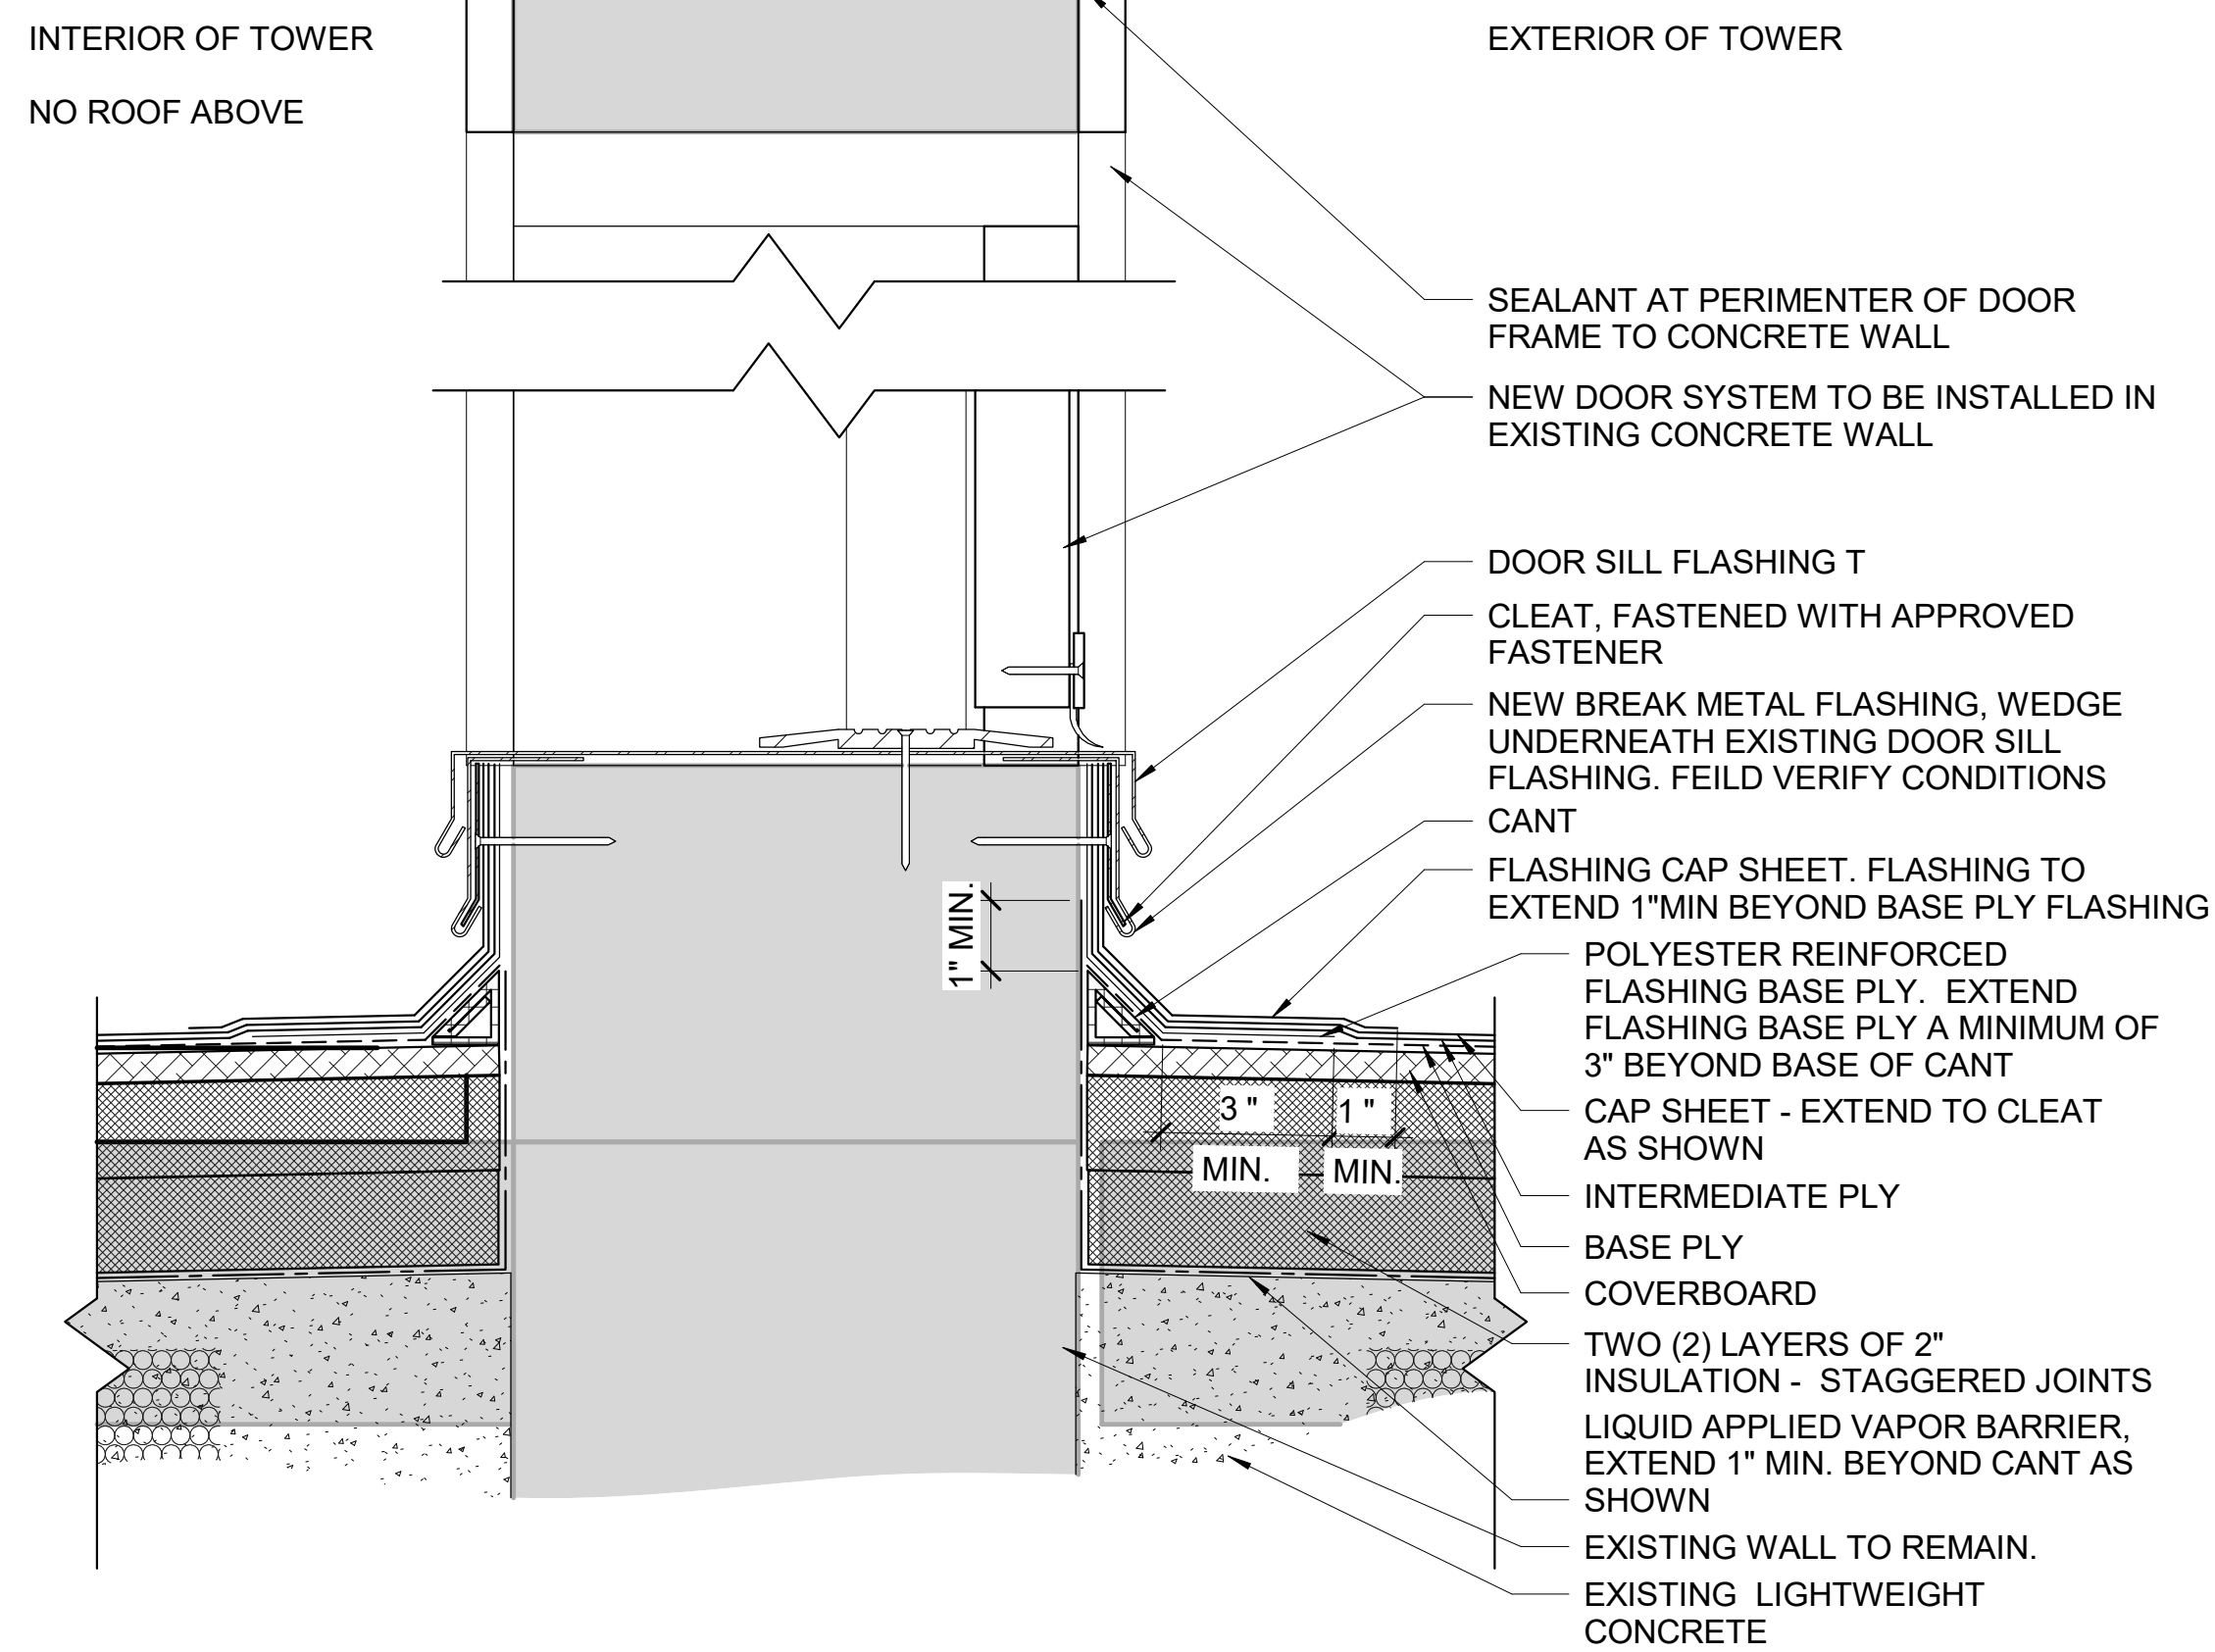 INTERIOR OF TOWER
NO ROOF ABOVE
EXTERIOR OF TOWER
SEALANT AT PERIMENTER OF DOOR
FRAME TO CONCRETE WALL
NEW DOOR SYSTEM TO BE INSTALLED IN
EXISTING CONCRETE WALL
DOOR SILL FLASHING T
CLEAT, FASTENED WITH APPROVED
FASTENER
NEW BREAK METAL FLASHING, WEDGE
UNDERNEATH EXISTING DOOR SILL
FLASHING. FEILD VERIFY CONDITIONS
CANT
FLASHING CAP SHEET. FLASHING TO
EXTEND 1"MIN BEYOND BASE PLY FLASHING
POLYESTER REINFORCED
FLASHING BASE PLY. EXTEND
FLASHING BASE PLY A MINIMUM OF
3" BEYOND BASE OF CANT
CAP SHEET - EXTEND TO CLEAT
AS SHOWN
INTERMEDIATE PLY
BASE PLY
COVERBOARD
TWO (2) LAYERS OF 2"
INSULATION - STAGGERED JOINTS
LIQUID APPLIED VAPOR BARRIER,
EXTEND 1" MIN. BEYOND CANT AS
SHOWN
EXISTING WALL TO REMAIN.
EXISTING LIGHTWEIGHT
CONCRETE
1" MIN.
3 "
MIN.
1 "
MIN.